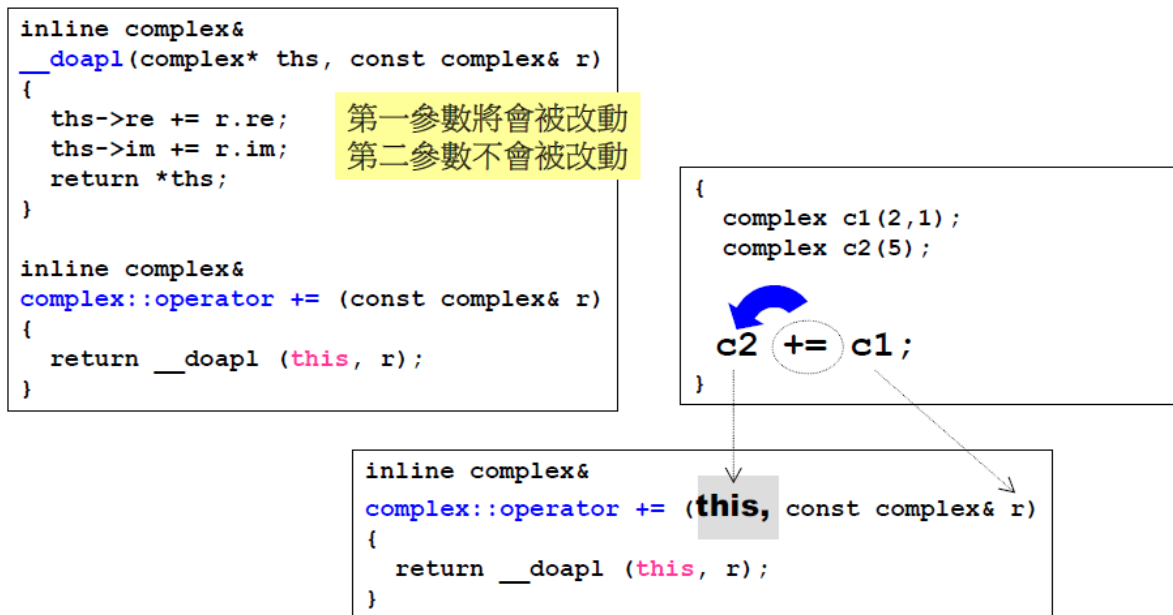 inline complex&
__doapl(complex* ths, const complex& r)
{
ths->re += r.re;
ths->im += r.im;
return *ths;
}
第一參數將會被改動
第二參數不會被改動
inline complex&
complex::operator += (const complex& r)
{
return __doapl (this, r);
}
{
complex c1(2,1);
complex c2(5);
c2 += c1;
}
inline complex&
complex::operator += (this, const complex& r)
{
return __doapl (this, r);
}